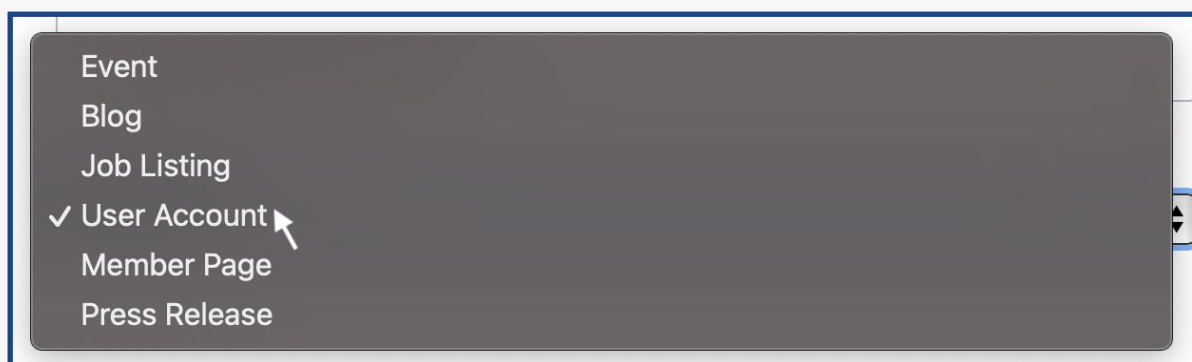 Event
Blog
Job Listing
✓ User Account
Member Page
Press Release